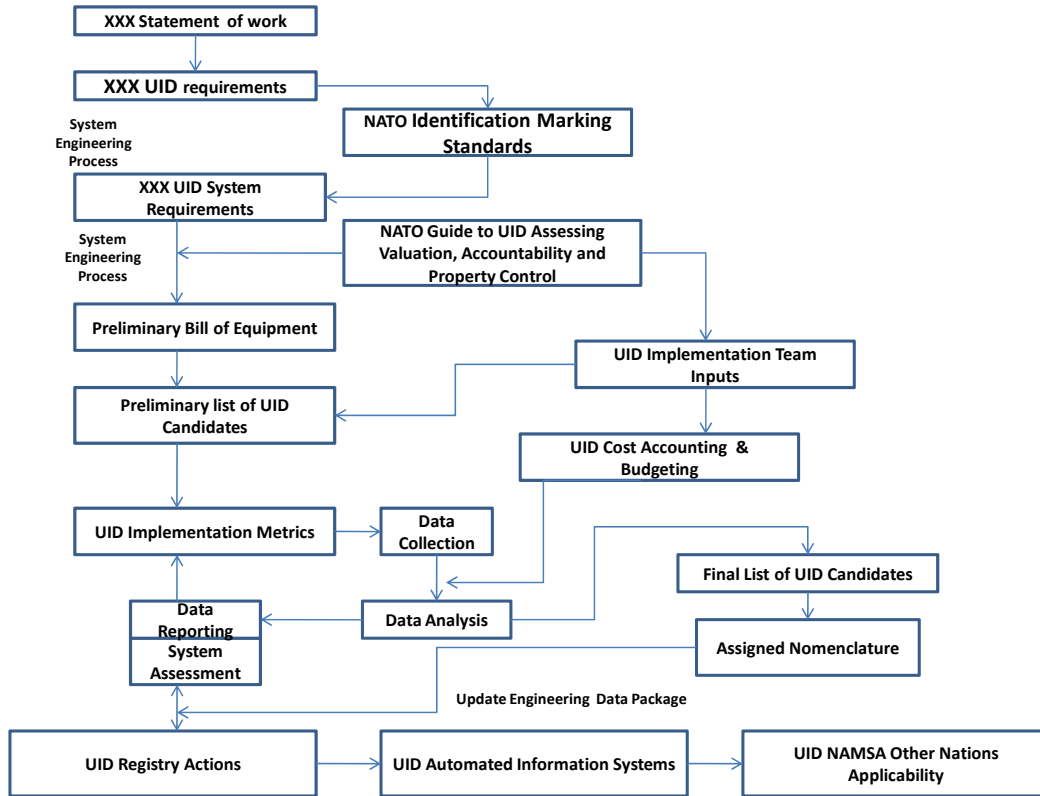 XXX Statement of work
XXX UID requirements
NATO Identification Marking
Standards
System
Engineering
Process
XXX UID System
Requirements
NATO Guide to UID Assessing
Valuation, Accountability and
Property Control
System
Engineering
Process
Preliminary Bill of Equipment
UID Implementation Team
Inputs
Preliminary list of UID
Candidates
UID Cost Accounting & 
Budgeting
UID Implementation Metrics
Data
Collection
Final List of UID Candidates
Data
Reporting
Data Analysis
System
Assessment
Assigned Nomenclature
Update Engineering Data Package
UID Registry Actions
UID Automated Information Systems
UID NAMSA Other Nations
Applicability